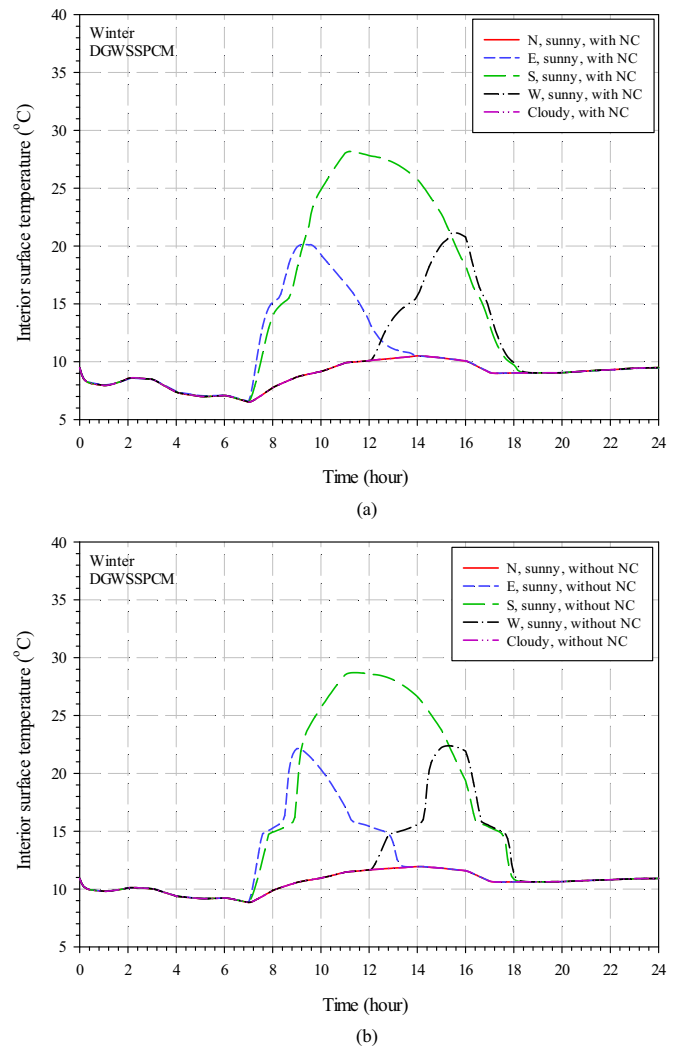 Winter
DGWSSPCM
N, sunny, with NC
E, sunny, with NC
S, sunny, with NC
W, sunny, with NC
Cloudy, with NC
Interior surface temperature (°C)
40
35
30
25
20
15
10
5
0 2 4 6 8 10 12 14 16 18 20 22 24
Time (hour)
(a)
Winter
DGWSSPCM
N, sunny, without NC
E, sunny, without NC
S, sunny, without NC
W, sunny, without NC
Cloudy, without NC
Interior surface temperature (°C)
40
35
30
25
20
15
10
5
0 2 4 6 8 10 12 14 16 18 20 22 24
Time (hour)
(b)